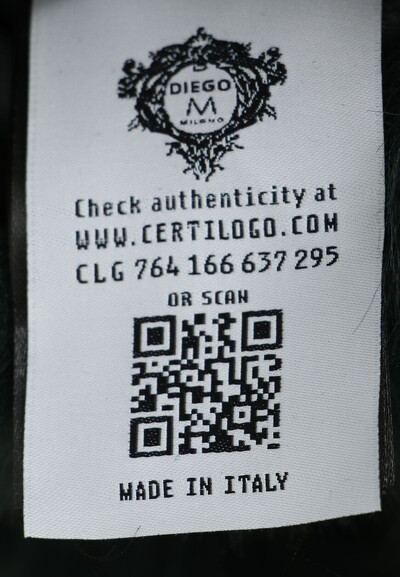 DIEGO
M
MILANO
Check authenticity at
WWW.CERTILOGO.COM
CLG 764 166 637 295
OR SCAN
MADE IN ITALY